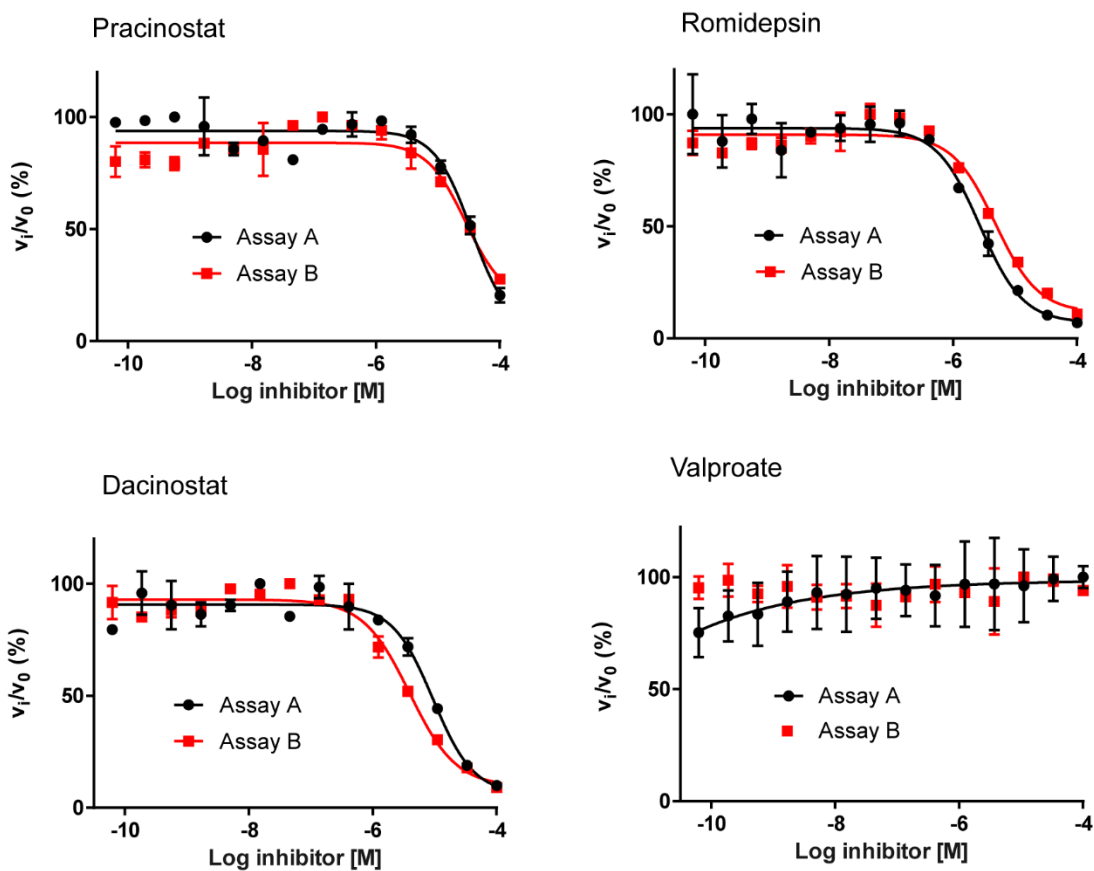 Pracinostat
100
50
0
vᵢ/v₀ (%)
Assay A
Assay B
-10 -8 -6 -4
Log inhibitor [M]
Romidepsin
100
50
0
vᵢ/v₀ (%)
Assay A
Assay B
-10 -8 -6 -4
Log inhibitor [M]
Dacinostat
100
50
0
vᵢ/v₀ (%)
Assay A
Assay B
-10 -8 -6 -4
Log inhibitor [M]
Valproate
100
50
0
vᵢ/v₀ (%)
Assay A
Assay B
-10 -8 -6 -4
Log inhibitor [M]